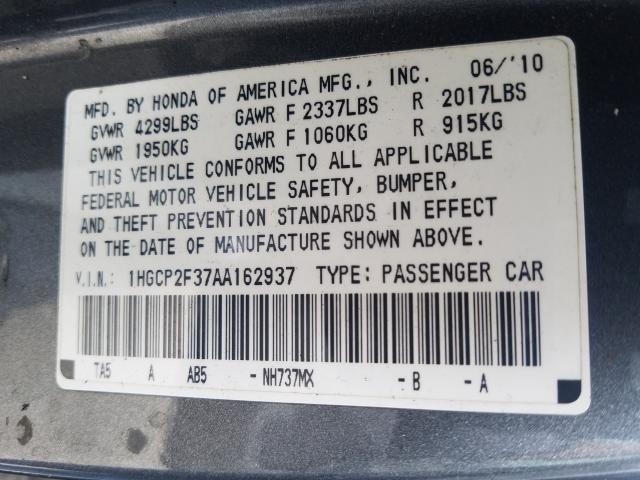 MFD. BY HONDA OF AMERICA MFG., INC. 06/'10
GVWR 4299LBS GAWR F 2337LBS R 2017LBS
GVWR 1950KG GAWR F 1060KG R 915KG
THIS VEHICLE CONFORMS TO ALL APPLICABLE
FEDERAL MOTOR VEHICLE SAFETY, BUMPER,
AND THEFT PREVENTION STANDARDS IN EFFECT
ON THE DATE OF MANUFACTURE SHOWN ABOVE.
V.I.N.: 1HGCP2F37AA162937 TYPE: PASSENGER CAR
TA5 A AB5 -NH737MX -B -A